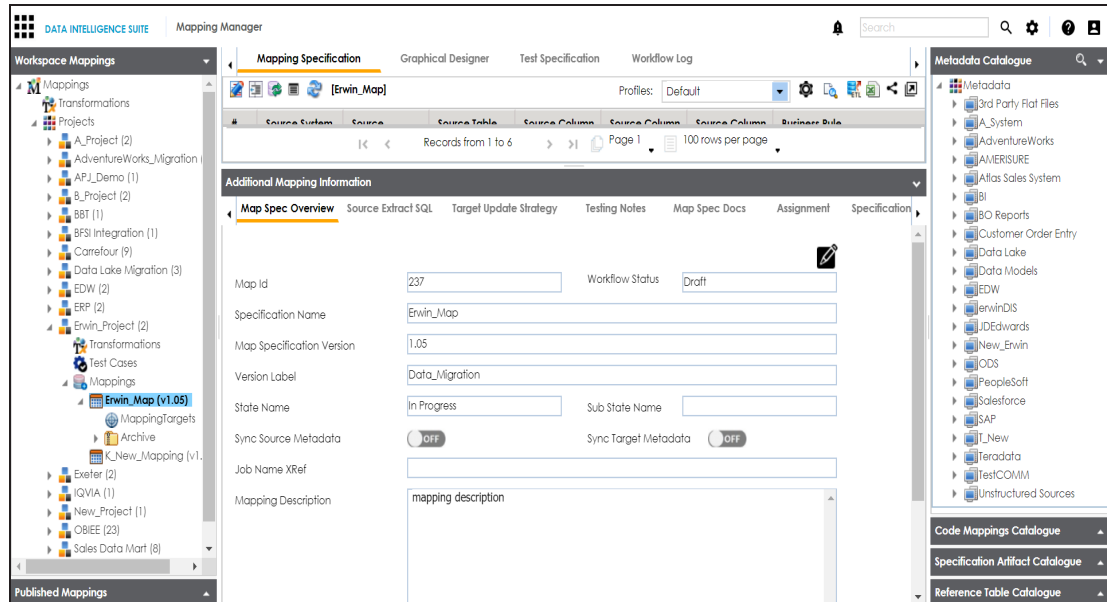 DATA INTELLIGENCE SUITE Mapping Manager Search
Workspace Mappings
Mappings
Transformations
Projects
A_Project (2)
AdventureWorks_Migration (
APJ_Demo (1)
B_Project (2)
BBT (1)
BFSI Integration (1)
Carrefour (9)
Data Lake Migration (3)
EDW (2)
ERP (2)
Erwin_Project (2)
Transformations
Test Cases
Mappings
Erwin_Map (v1.05)
MappingTargets
Archive
K_New_Mapping (v1.
Exeter (2)
IQVIA (1)
New_Project (1)
OBIEE (23)
Sales Data Mart (8)
Published Mappings
Mapping Specification Graphical Designer Test Specification Workflow Log
[Erwin_Map] Profiles: Default
# Source System Source Source Table Source Column Source Column Source Column Business Rule
Records from 1 to 6 Page 1 100 rows per page
Additional Mapping Information
Map Spec Overview Source Extract SQL Target Update Strategy Testing Notes Map Spec Docs Assignment Specification
Map Id 237 Workflow Status Draft
Specification Name Erwin_Map
Map Specification Version 1.05
Version Label Data_Migration
State Name In Progress Sub State Name
Sync Source Metadata OFF Sync Target Metadata OFF
Job Name XRef
Mapping Description mapping description
Metadata Catalogue
Metadata
3rd Party Flat Files
A_System
AdventureWorks
AMERISURE
Atlas Sales System
BI
BO Reports
Customer Order Entry
Data Lake
Data Models
EDW
erwinDIS
JDEdwards
New_Erwin
ODS
PeopleSoft
Salesforce
SAP
T_New
Teradata
TestCOMM
Unstructured Sources
Code Mappings Catalogue
Specification Artifact Catalogue
Reference Table Catalogue